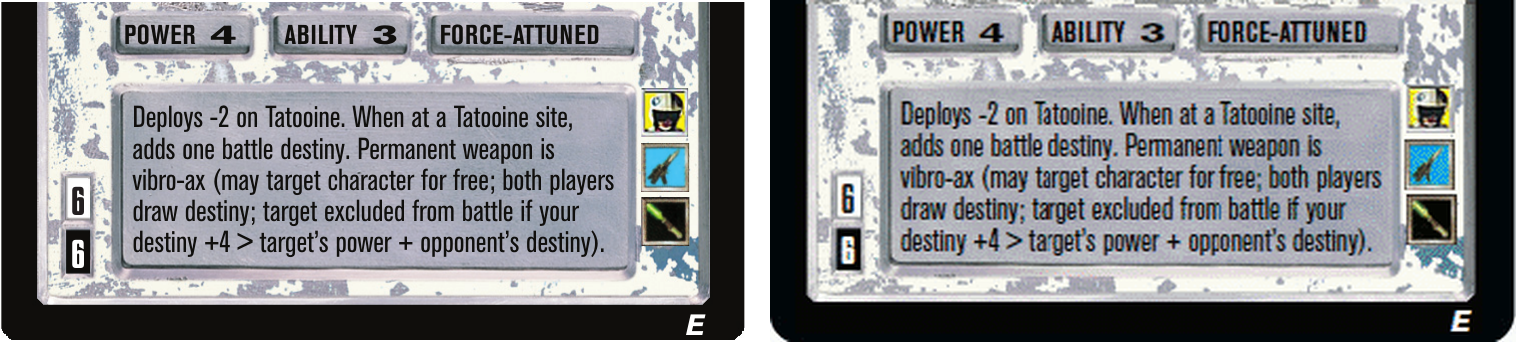 POWER 4 ABILITY 3 FORCE-ATTUNED
Deploys -2 on Tatooine. When at a Tatooine site,
adds one battle destiny. Permanent weapon is
vibro-ax (may target character for free; both players
draw destiny; target excluded from battle if your
destiny +4 > target's power + opponent's destiny).
6
6
E
POWER 4 ABILITY 3 FORCE-ATTUNED
Deploys -2 on Tatooine. When at a Tatooine site,
adds one battle destiny. Permanent weapon is
vibro-ax (may target character for free; both players
draw destiny; target excluded from battle if your
destiny +4 > target's power + opponent's destiny).
6
6
E